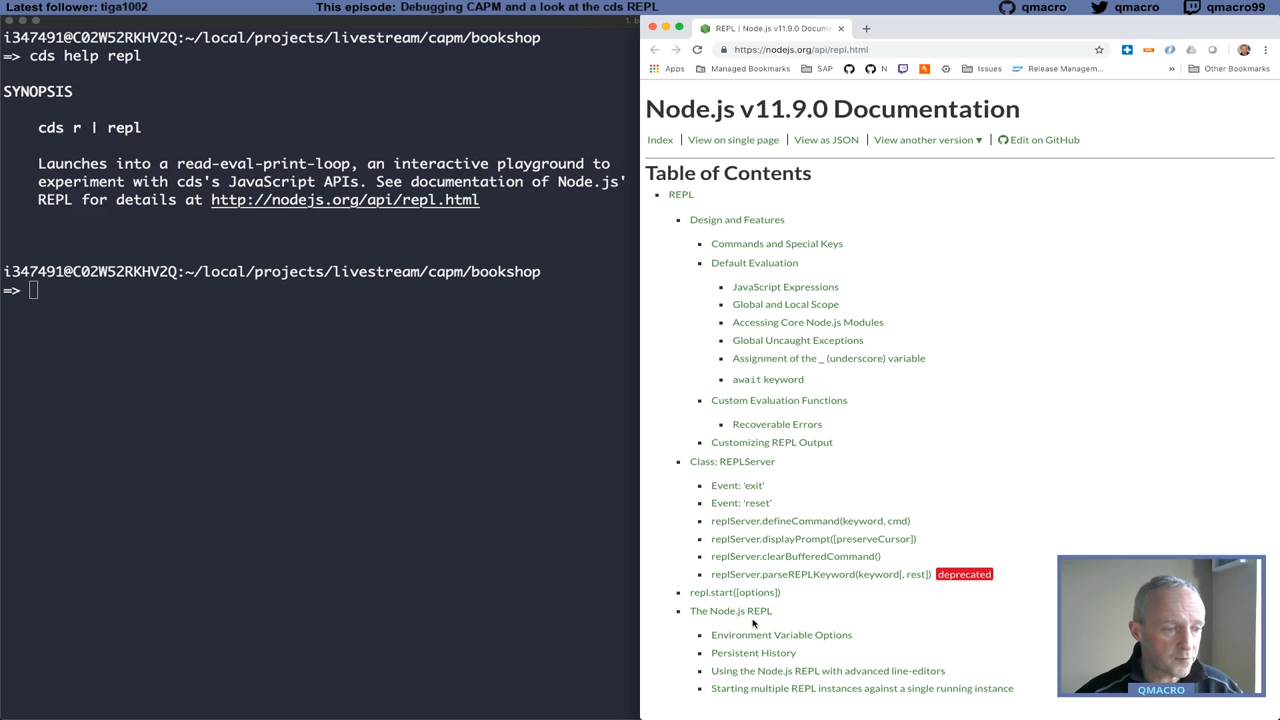 Latest follower: tiga1002
This episode: Debugging CAPM and a look at the cds REPL
qmacro
qmacro
qmacro99
i347491@C02W52RKHV2Q:~/local/projects/livestream/capm/bookshop
=> cds help repl
SYNOPSIS
cds r | repl
Launches into a read-eval-print-loop, an interactive playground to
experiment with cds's JavaScript APIs. See documentation of Node.js'
REPL for details at http://nodejs.org/api/repl.html
i347491@C02W52RKHV2Q:~/local/projects/livestream/capm/bookshop
=>
REPL | Node.js v11.9.0 Docume
https://nodejs.org/api/repl.html
Apps
Managed Bookmarks
SAP
N
Issues
Release Managem...
»
Other Bookmarks
Node.js v11.9.0 Documentation
Index | View on single page | View as JSON | View another version ▼ | Edit on GitHub
Table of Contents
REPL
Design and Features
Commands and Special Keys
Default Evaluation
JavaScript Expressions
Global and Local Scope
Accessing Core Node.js Modules
Global Uncaught Exceptions
Assignment of the _ (underscore) variable
await keyword
Custom Evaluation Functions
Recoverable Errors
Customizing REPL Output
Class: REPLServer
Event: 'exit'
Event: 'reset'
replServer.defineCommand(keyword, cmd)
replServer.displayPrompt([preserveCursor])
replServer.clearBufferedCommand()
replServer.parseREPLKeyword(keyword[, rest]) deprecated
repl.start([options])
The Node.js REPL
Environment Variable Options
Persistent History
Using the Node.js REPL with advanced line-editors
Starting multiple REPL instances against a single running instance
QMACRO